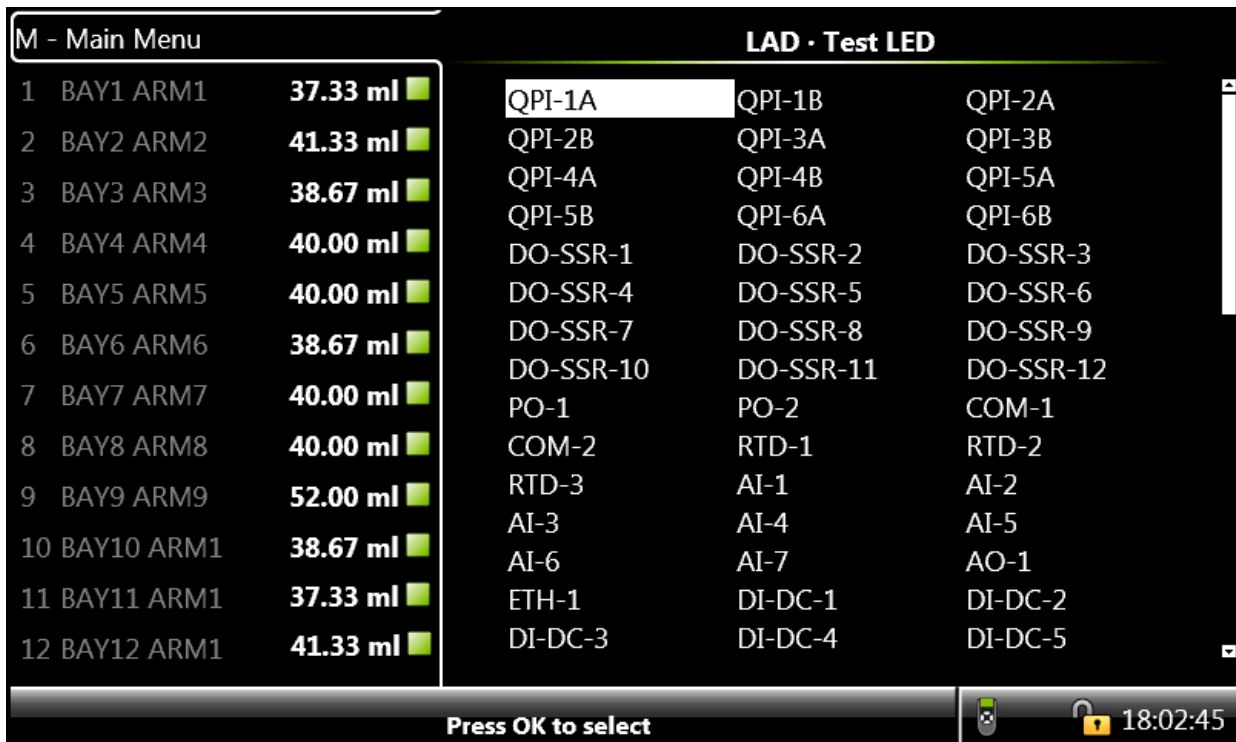 M - Main Menu
1 BAY1 ARM1 37.33 ml
2 BAY2 ARM2 41.33 ml
3 BAY3 ARM3 38.67 ml
4 BAY4 ARM4 40.00 ml
5 BAY5 ARM5 40.00 ml
6 BAY6 ARM6 38.67 ml
7 BAY7 ARM7 40.00 ml
8 BAY8 ARM8 40.00 ml
9 BAY9 ARM9 52.00 ml
10 BAY10 ARM1 38.67 ml
11 BAY11 ARM1 37.33 ml
12 BAY12 ARM1 41.33 ml
LAD · Test LED
QPI-1A QPI-1B QPI-2A
QPI-2B QPI-3A QPI-3B
QPI-4A QPI-4B QPI-5A
QPI-5B QPI-6A QPI-6B
DO-SSR-1 DO-SSR-2 DO-SSR-3
DO-SSR-4 DO-SSR-5 DO-SSR-6
DO-SSR-7 DO-SSR-8 DO-SSR-9
DO-SSR-10 DO-SSR-11 DO-SSR-12
PO-1 PO-2 COM-1
COM-2 RTD-1 RTD-2
RTD-3 AI-1 AI-2
AI-3 AI-4 AI-5
AI-6 AI-7 AO-1
ETH-1 DI-DC-1 DI-DC-2
DI-DC-3 DI-DC-4 DI-DC-5
Press OK to select
18:02:45